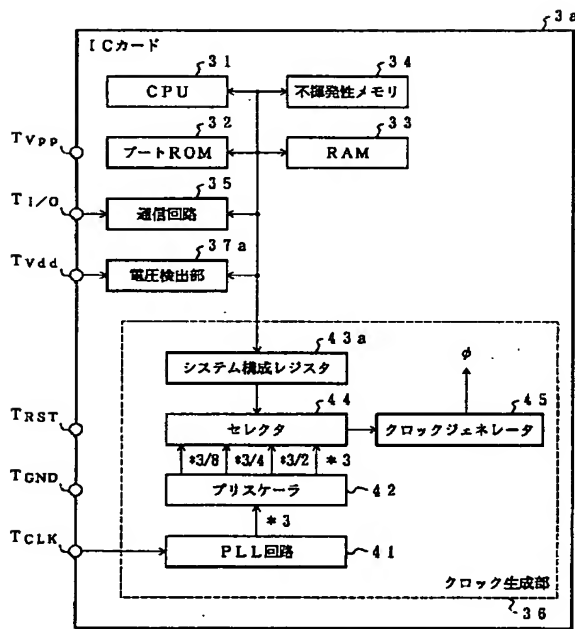 3a
ICカード
31
CPU
34
不揮発性メモリ
TVPP
32
ブートROM
33
RAM
TI/O
35
通信回路
TVdd
37a
電圧検出部
43a
システム構成レジスタ
φ
TRST
44
セレクタ
45
クロックジェネレータ
*3/8 *3/4 *3/2 *3
TGND
プリスケーラ
42
*3
TCLK
PLL回路
41
クロック生成部
36